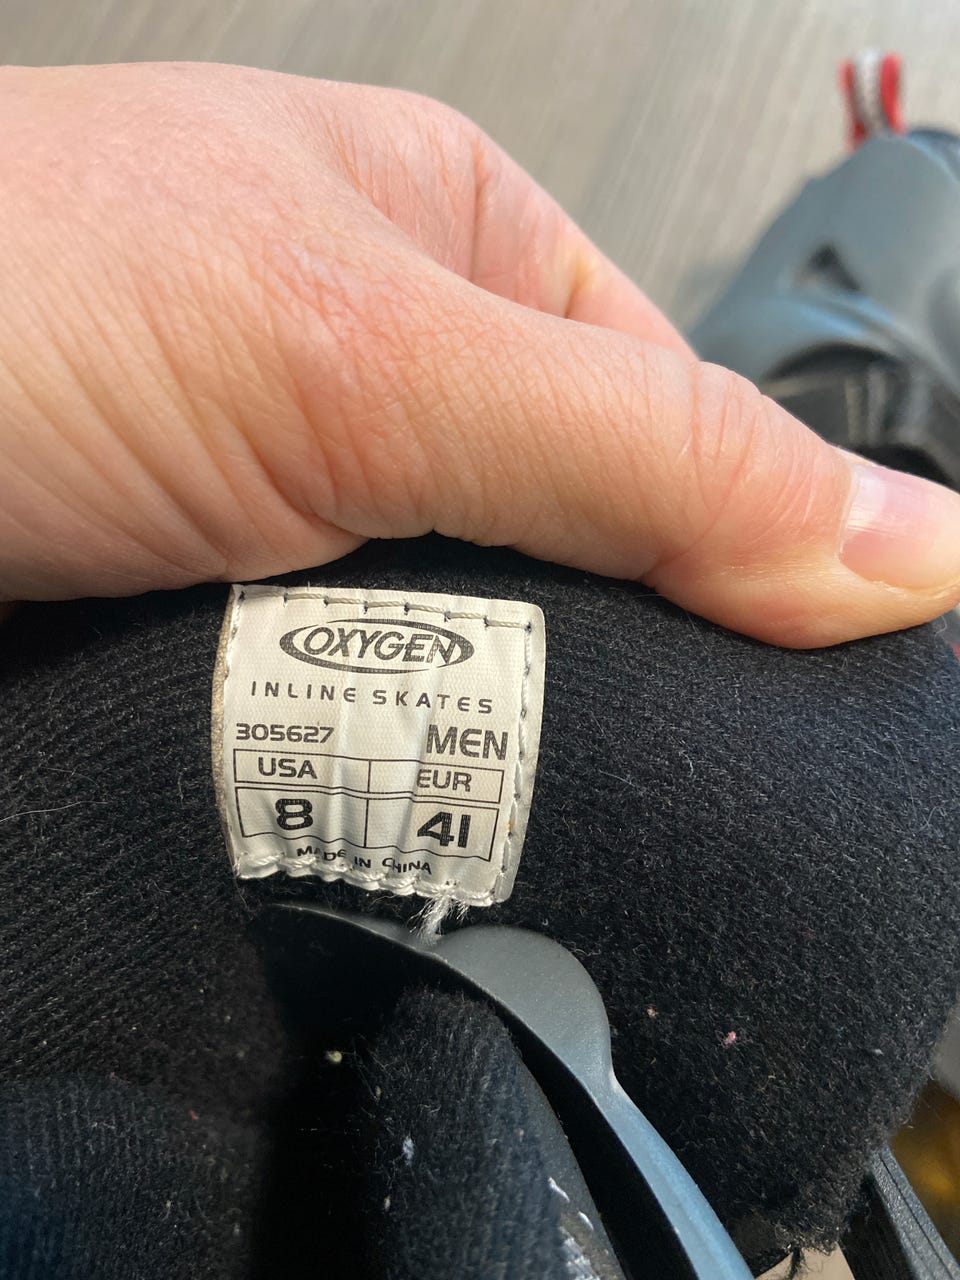 OXYGEN
INLINE SKATES
305627 MEN
USA EUR
8 41
MADE IN CHINA